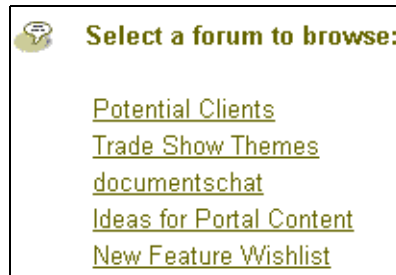 Select a forum to browse:
Potential Clients
Trade Show Themes
documentschat
Ideas for Portal Content
New Feature Wishlist